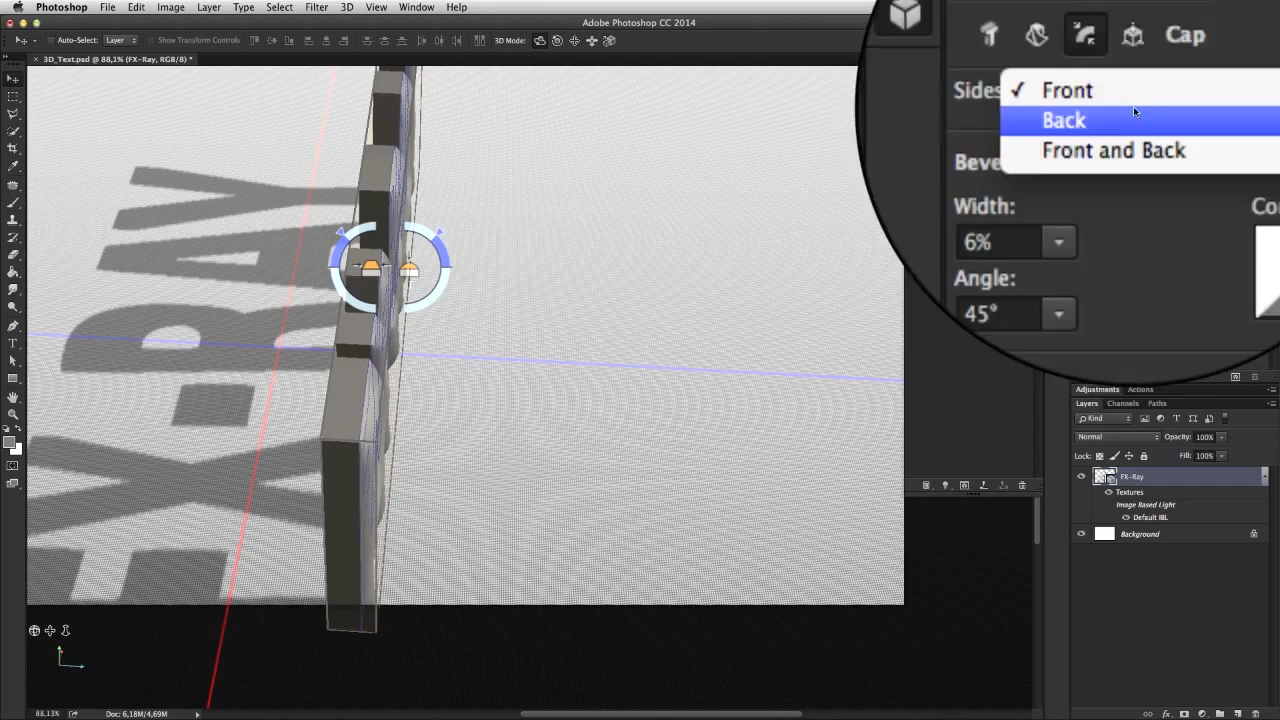 Photoshop File Edit Image Layer Type Select Filter 3D View Window Help
Adobe Photoshop CC 2014
Auto-Select: Layer Show Transform Controls 3D Mode:
3D_Text.psd @ 88,1% (FX-Ray, RGB/8) *
Cap
Sides
Front
Back
Front and Back
Beve
Width:
Co
6%
Angle:
45°
Adjustments Actions
Layers Channels Paths
Kind
Normal Opacity: 100%
Lock: Fill: 100%
FX-Ray
Textures
Image Based Light
Default IBL
Background
88,13% Doc: 6,18M/4,69M